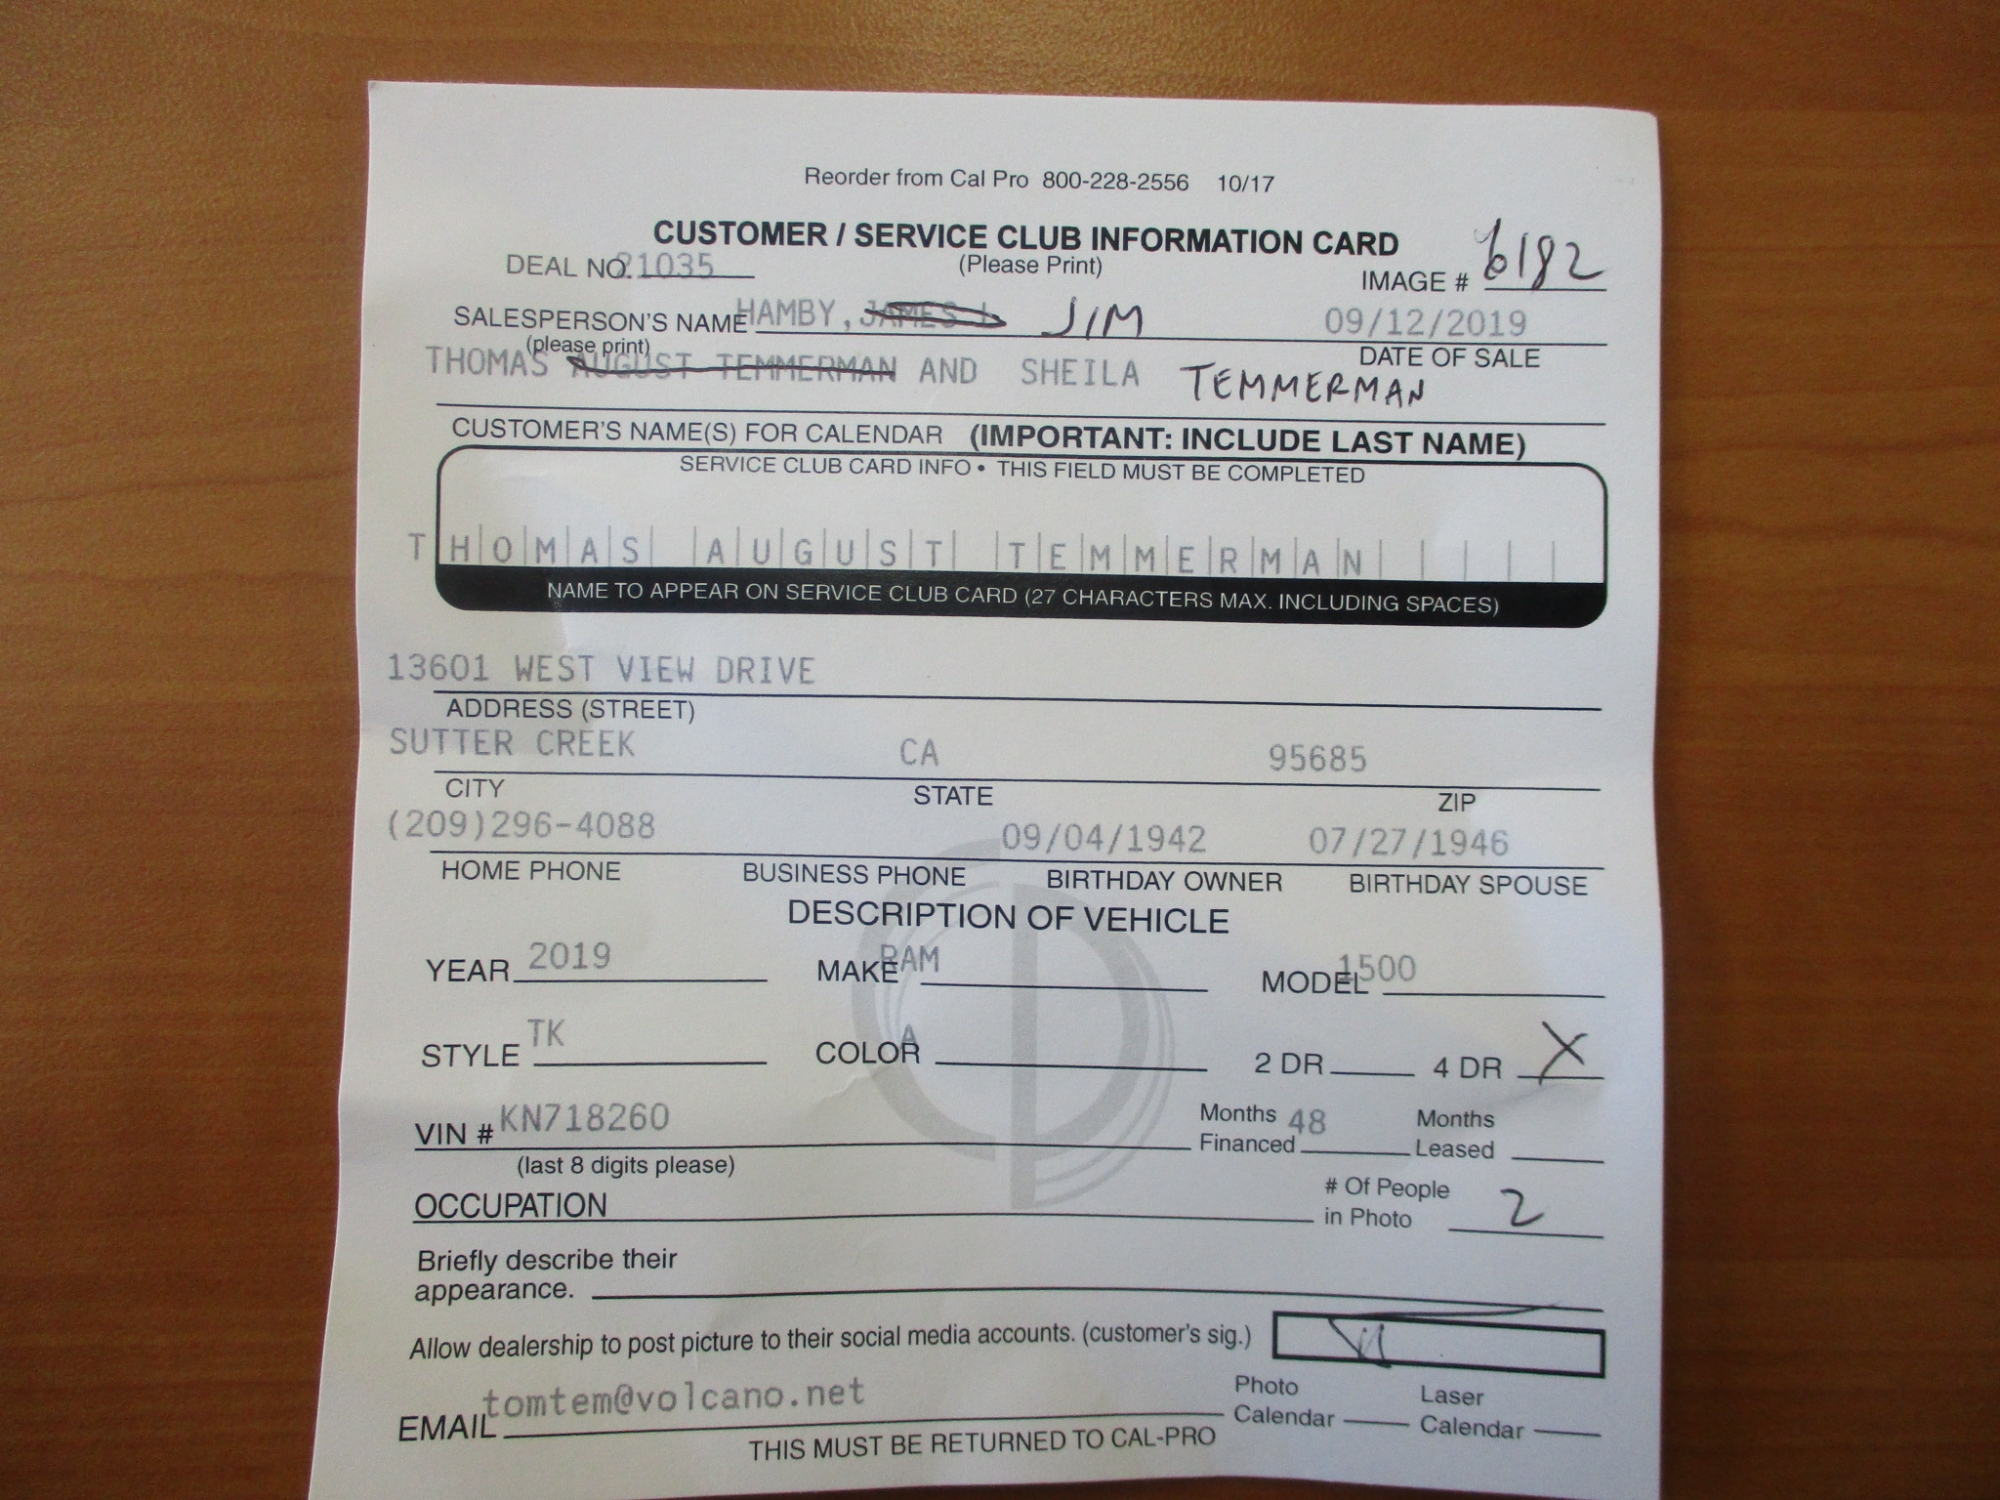 Reorder from Cal Pro 800-228-2556 10/17
CUSTOMER / SERVICE CLUB INFORMATION CARD
(Please Print)
DEAL NO. 21035
IMAGE # 6182
SALESPERSON'S NAME HAMBY, JAMES L JIM 09/12/2019
(please print) DATE OF SALE
THOMAS AUGUST TEMMERMAN AND SHEILA TEMMERMAN
CUSTOMER'S NAME(S) FOR CALENDAR (IMPORTANT: INCLUDE LAST NAME)
SERVICE CLUB CARD INFO • THIS FIELD MUST BE COMPLETED
THOMAS AUGUST TEMMERMAN
NAME TO APPEAR ON SERVICE CLUB CARD (27 CHARACTERS MAX. INCLUDING SPACES)
13601 WEST VIEW DRIVE
ADDRESS (STREET)
SUTTER CREEK CA 95685
CITY STATE ZIP
(209)296-4088 09/04/1942 07/27/1946
HOME PHONE BUSINESS PHONE BIRTHDAY OWNER BIRTHDAY SPOUSE
DESCRIPTION OF VEHICLE
YEAR 2019 MAKE RAM MODEL 1500
STYLE TK COLOR A 2 DR 4 DR X
VIN # KN718260 Months Financed 48 Months Leased
(last 8 digits please)
OCCUPATION # Of People in Photo 2
Briefly describe their
appearance.
Allow dealership to post picture to their social media accounts. (customer's sig.)
EMAIL tomtem@volcano.net Photo Calendar Laser Calendar
THIS MUST BE RETURNED TO CAL-PRO